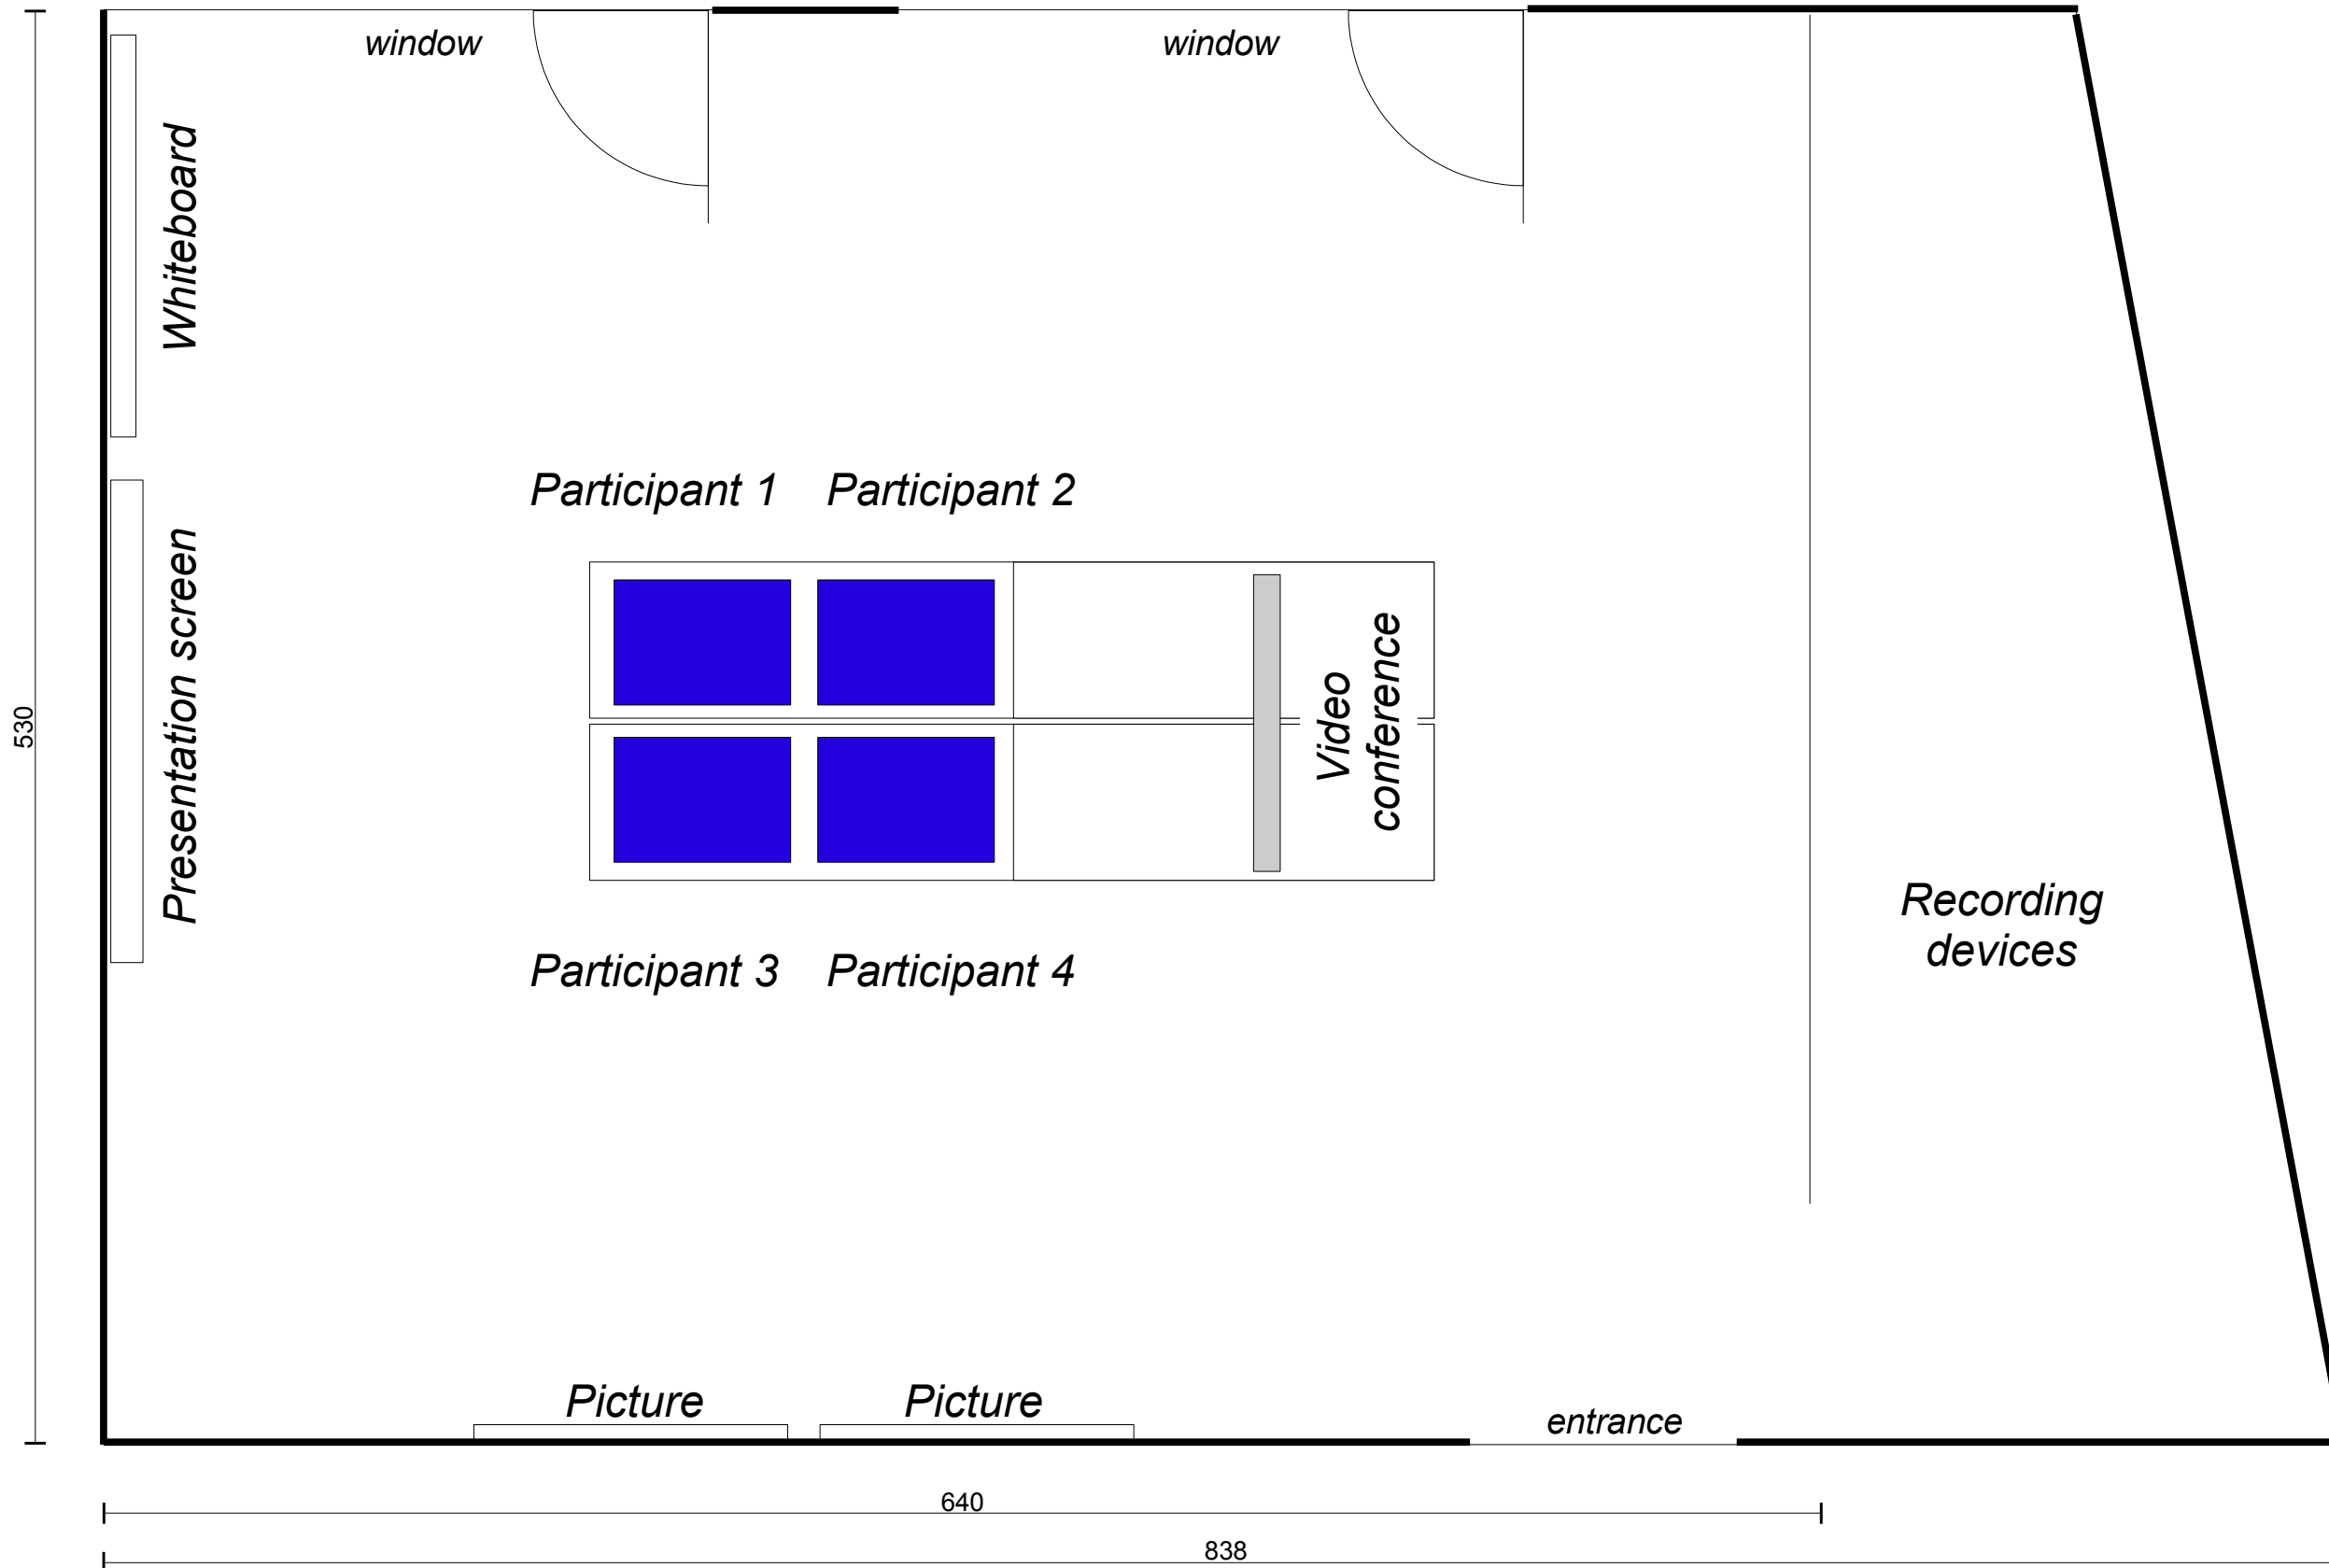 window
window
Whiteboard
Participant 1
Participant 2
Presentation screen
Video
conference
530
Recording
devices
Participant 3
Participant 4
Picture
Picture
entrance
640
838